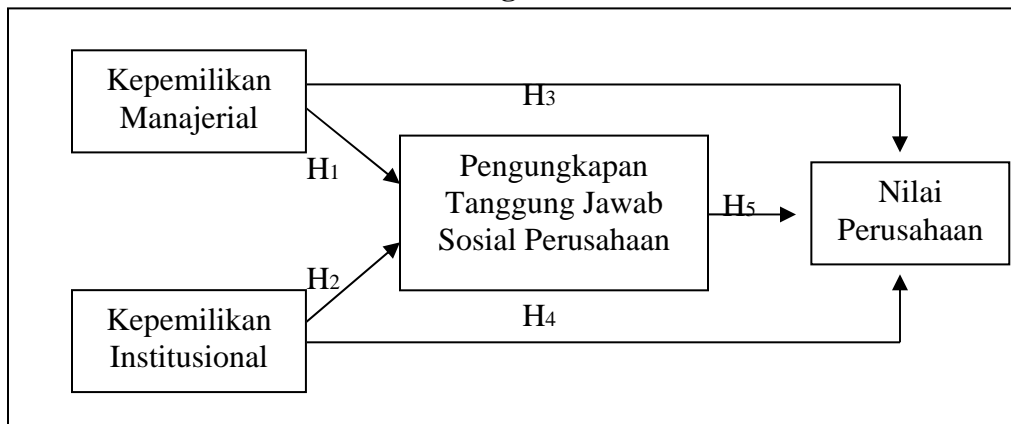 Kepemilikan
Manajerial
H3
H1
Pengungkapan
Tanggung Jawab
Sosial Perusahaan
H5
Nilai
Perusahaan
H2
Kepemilikan
Institusional
H4